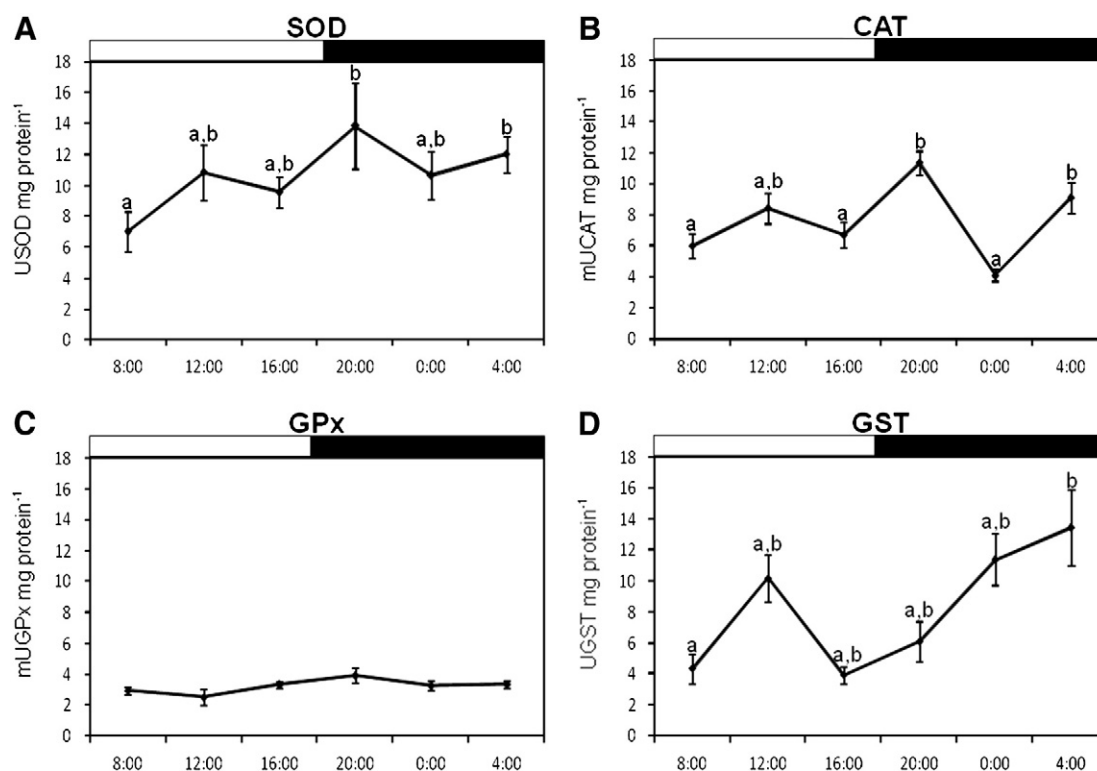 A
SOD
18
16
14
12
10
8
6
4
2
0
USOD mg protein⁻¹
a
a,b
a,b
b
a,b
b
8:00 12:00 16:00 20:00 0:00 4:00
B
CAT
18
16
14
12
10
8
6
4
2
0
mUCAT mg protein⁻¹
a
a,b
a
b
a
b
8:00 12:00 16:00 20:00 0:00 4:00
C
GPx
18
16
14
12
10
8
6
4
2
0
mUGPx mg protein⁻¹
8:00 12:00 16:00 20:00 0:00 4:00
D
GST
18
16
14
12
10
8
6
4
2
0
UGST mg protein⁻¹
a
a,b
a,b
a,b
a,b
b
8:00 12:00 16:00 20:00 0:00 4:00